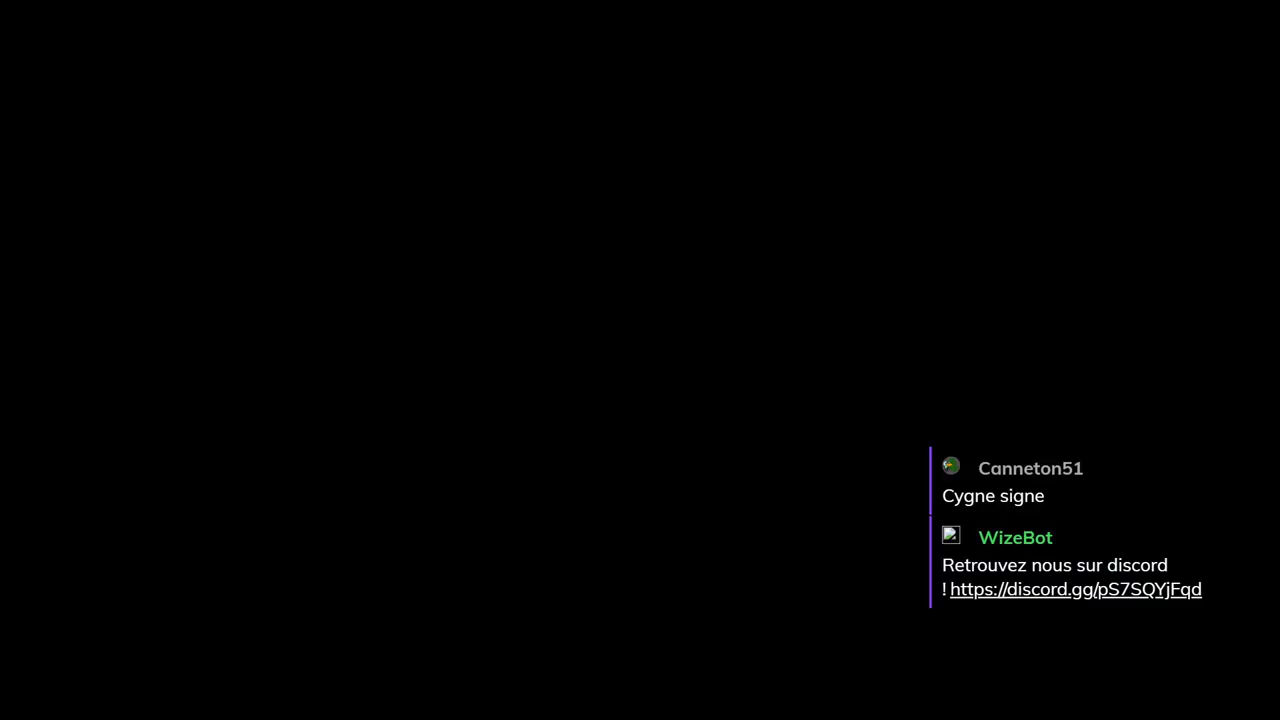 Canneton51
Cygne signe
WizeBot
Retrouvez nous sur discord
! https://discord.gg/pS7SQYjFqd